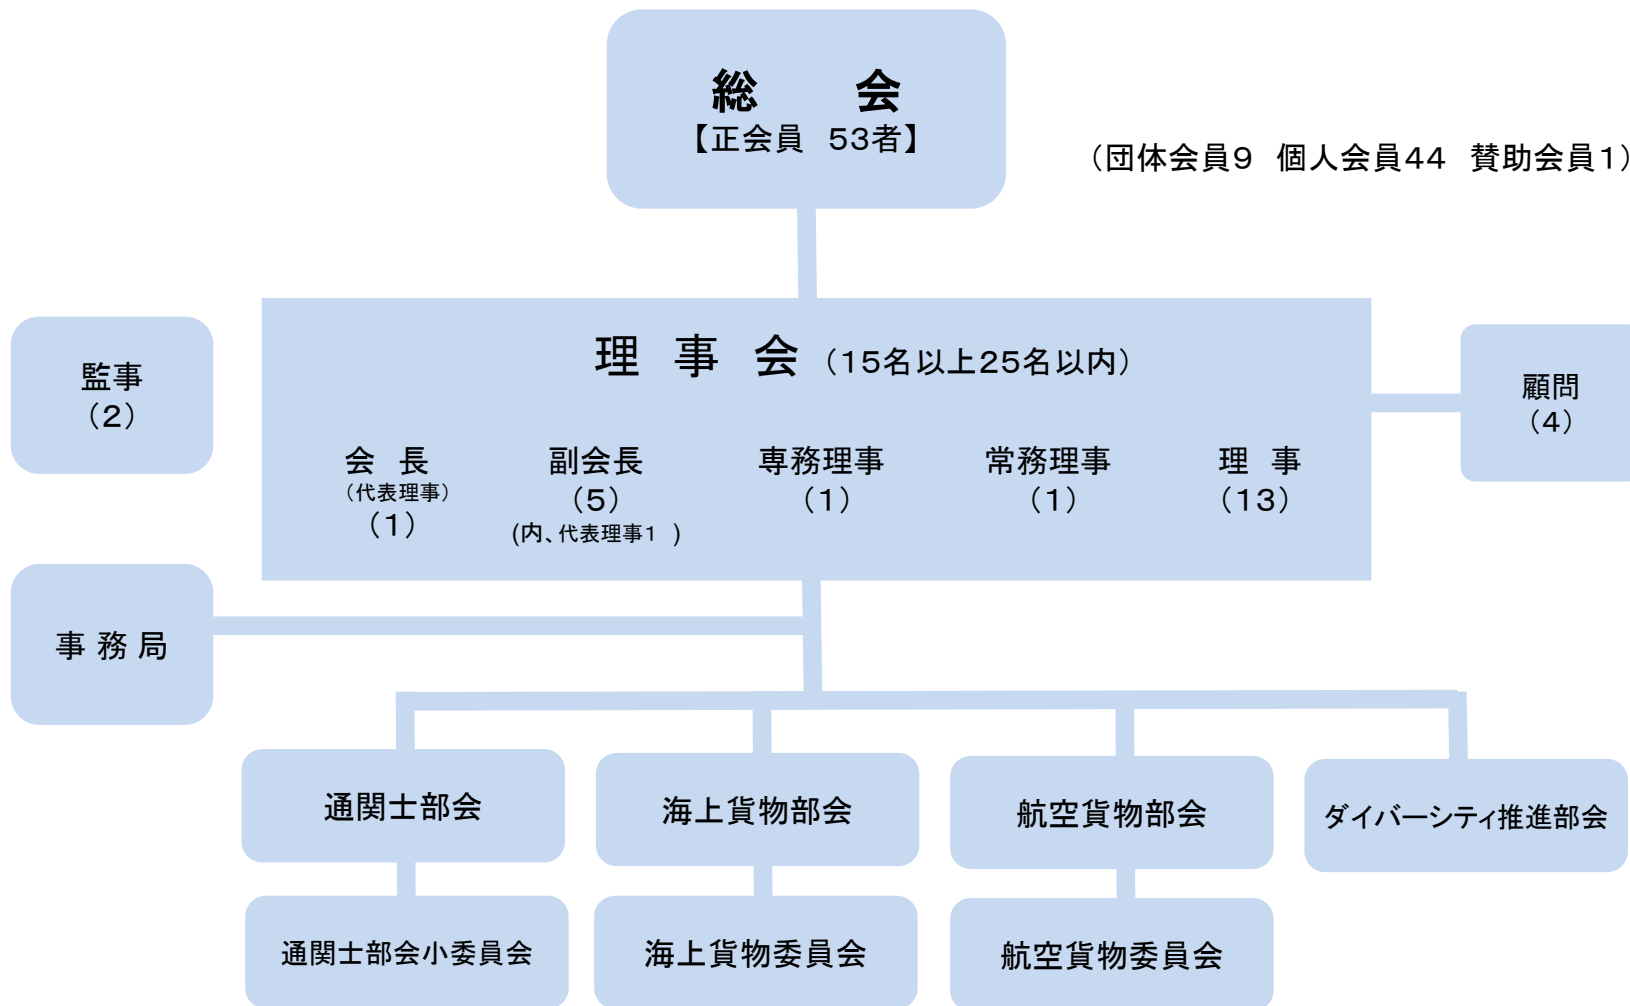 総　会
【正会員　53者】
（団体会員9　個人会員44　賛助会員1）
理　事　会（15名以上25名以内）
監事
（2）
顧問
（4）
会　長
（代表理事）
（1）
副会長
（5）
(内、代表理事1　)
専務理事
（1）
常務理事
（1）
理　事
（13）
事 務 局
通関士部会
海上貨物部会
航空貨物部会
ダイバーシティ推進部会
通関士部会小委員会
海上貨物委員会
航空貨物委員会